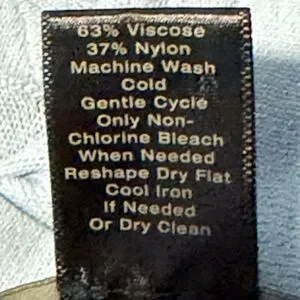 63% Viscose
37% Nylon
Machine Wash
Cold
Gentle Cycle
Only Non-
Chlorine Bleach
When Needed
Reshape Dry Flat
Cool Iron
If Needed
Or Dry Clean